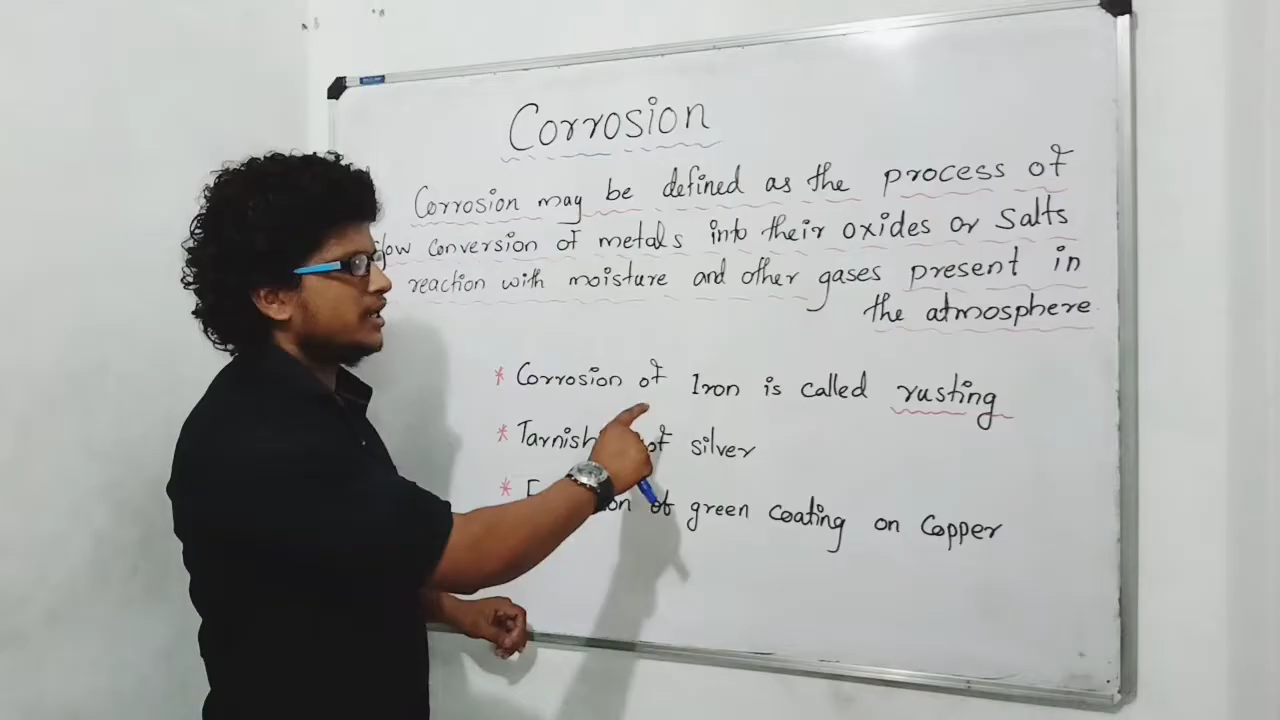 Corrosion
Corrosion may be defined as the process of
slow conversion of metals into their oxides or salts
reaction with moisture and other gases present in
the atmosphere
* Corrosion of Iron is called rusting
* of silver
* of green coating on Copper